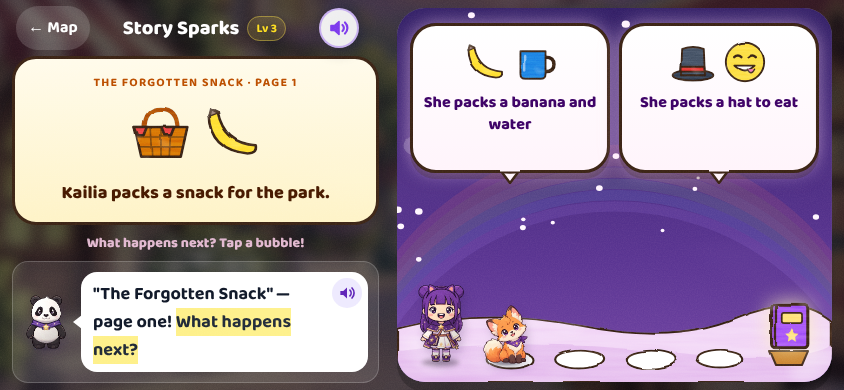 ← Map
Story Sparks
Lv 3
THE FORGOTTEN SNACK · PAGE 1
Kailia packs a snack for the park.
What happens next? Tap a bubble!
"The Forgotten Snack" —
page one! What happens
next?
She packs a banana and
water
She packs a hat to eat